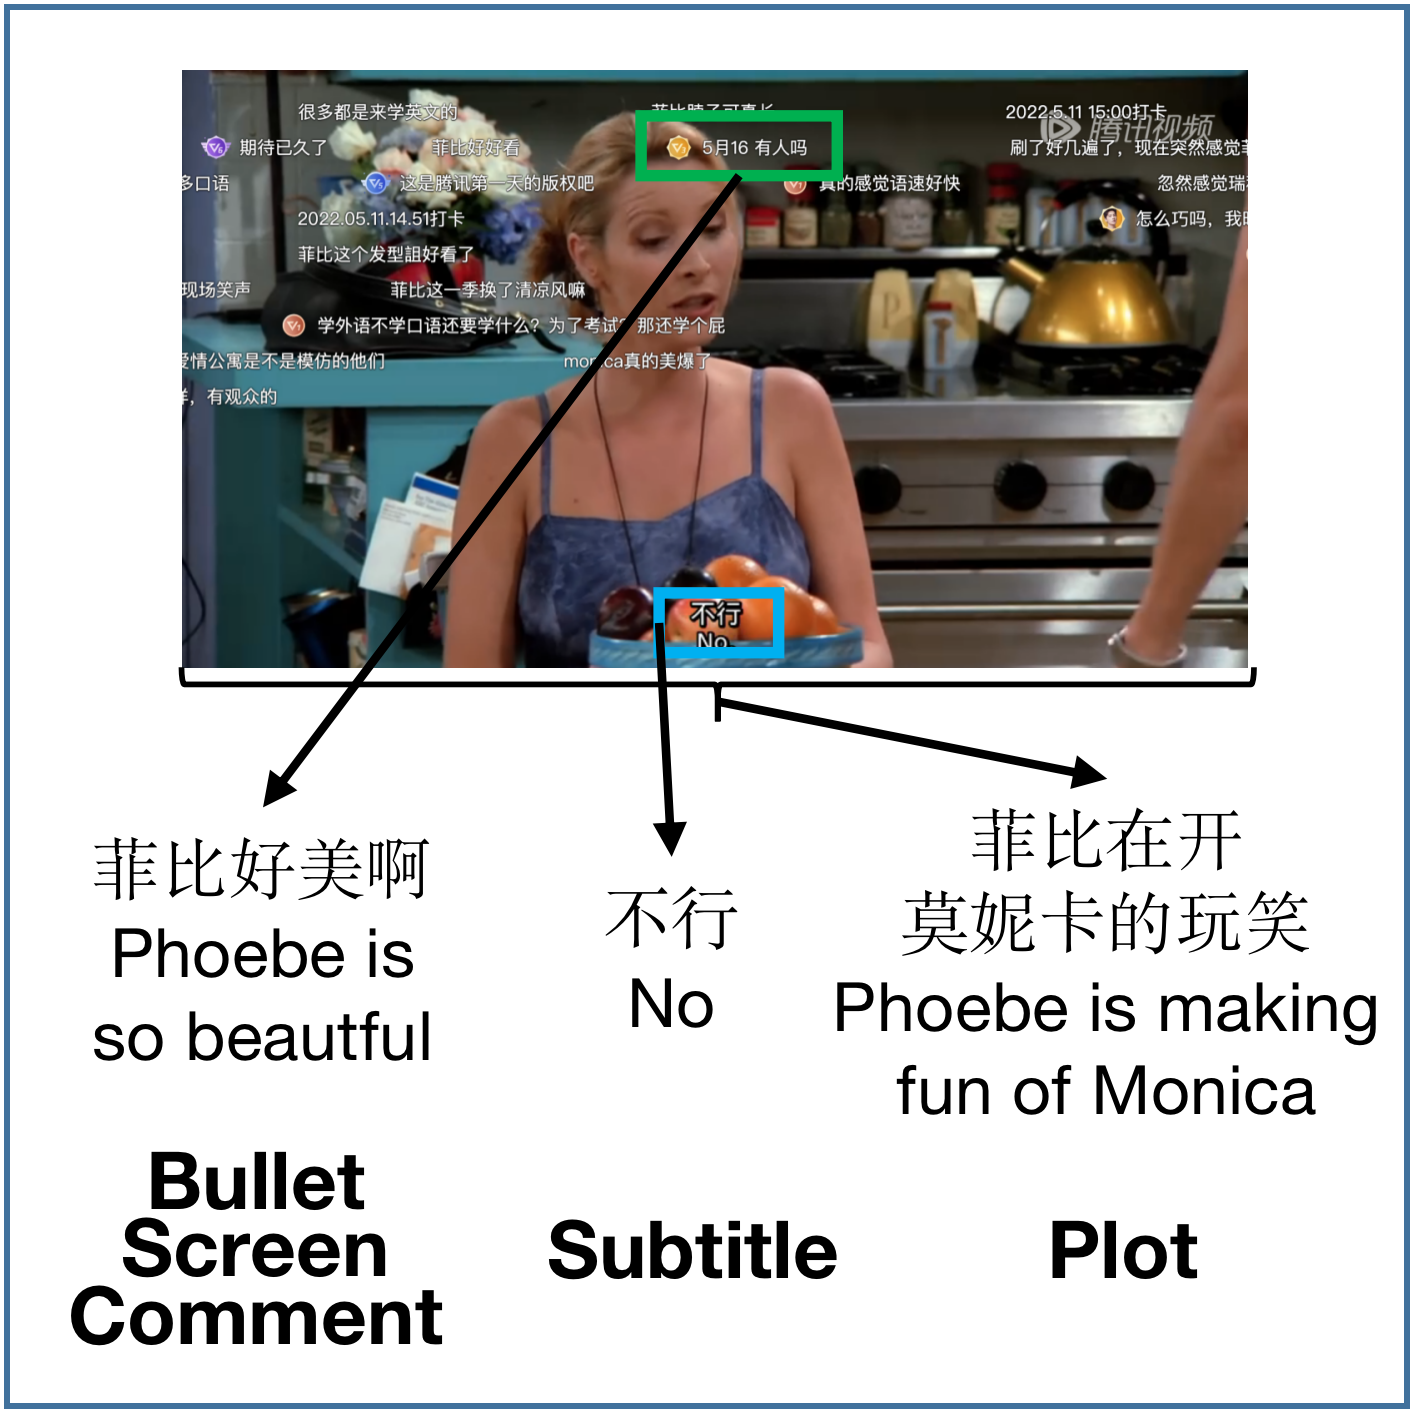 很多都是来学英文的
菲比脖子可真长
2022.5.11 15:00打卡
腾讯视频
期待已久了
菲比好好看
5月16 有人吗
刷了好几遍了，现在突然感觉
多口语
这是腾讯第一天的版权吧
真的感觉语速好快
忽然感觉瑞
2022.05.11.14.51打卡
怎么巧吗，我
菲比这个发型詛好看了
现场笑声
菲比这一季换了清凉风嘛
学外语不学口语还要学什么？为了考试？那还学个屁
爱情公寓是不是模仿的他们
monica真的美爆了
，有观众的
不行
No
菲比好美啊
Phoebe is
so beautful
不行
No
菲比在开
莫妮卡的玩笑
Phoebe is making
fun of Monica
Bullet
Screen
Comment
Subtitle
Plot